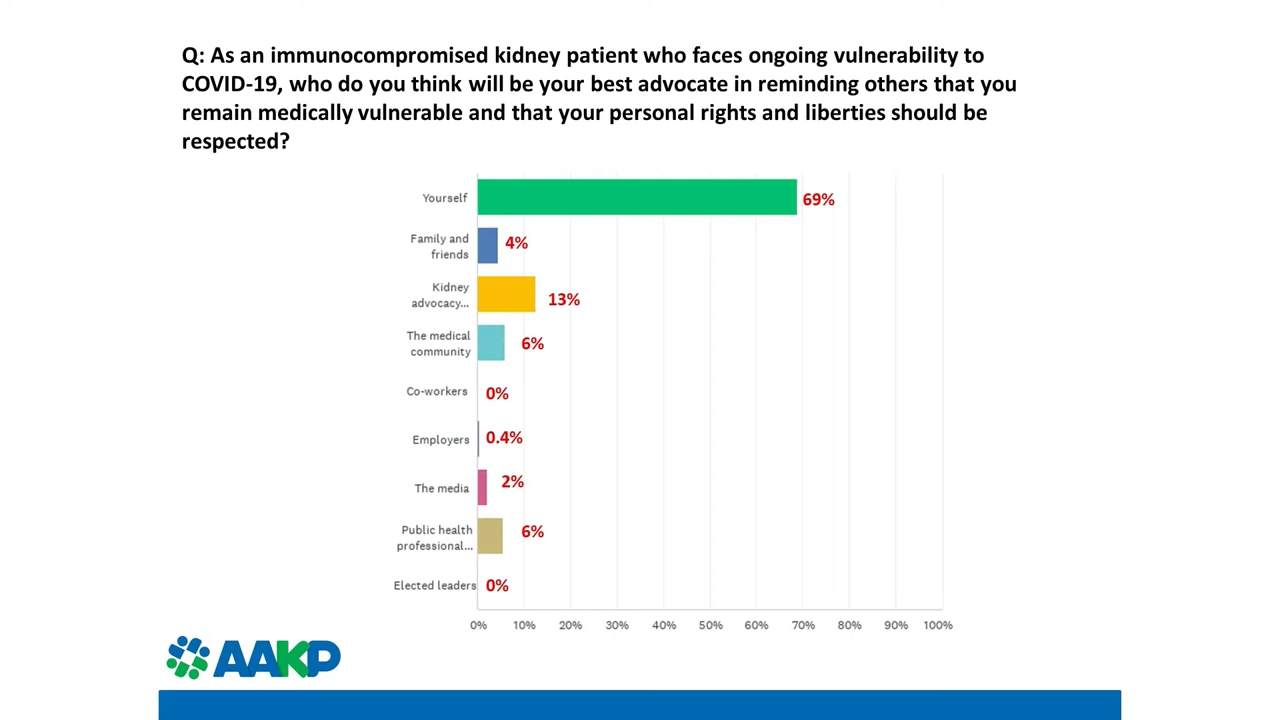 Q: As an immunocompromised kidney patient who faces ongoing vulnerability to
COVID-19, who do you think will be your best advocate in reminding others that you
remain medically vulnerable and that your personal rights and liberties should be
respected?
Yourself
69%
Family and
friends
4%
Kidney
advocacy...
13%
The medical
community
6%
Co-workers
0%
Employers
0.4%
The media
2%
Public health
professional...
6%
Elected leaders
0%
0% 10% 20% 30% 40% 50% 60% 70% 80% 90% 100%
AAKP